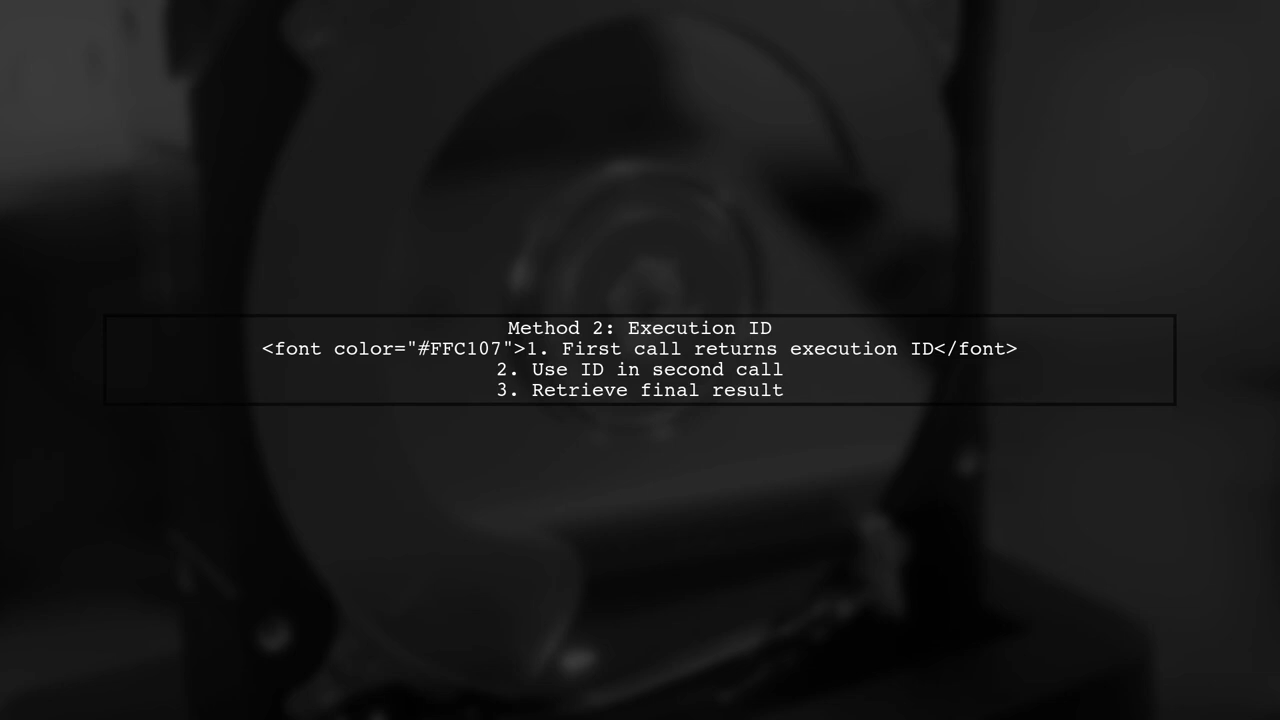 Method 2: Execution ID
<font color="#FFC107">1. First call returns execution ID</font>
2. Use ID in second call
3. Retrieve final result